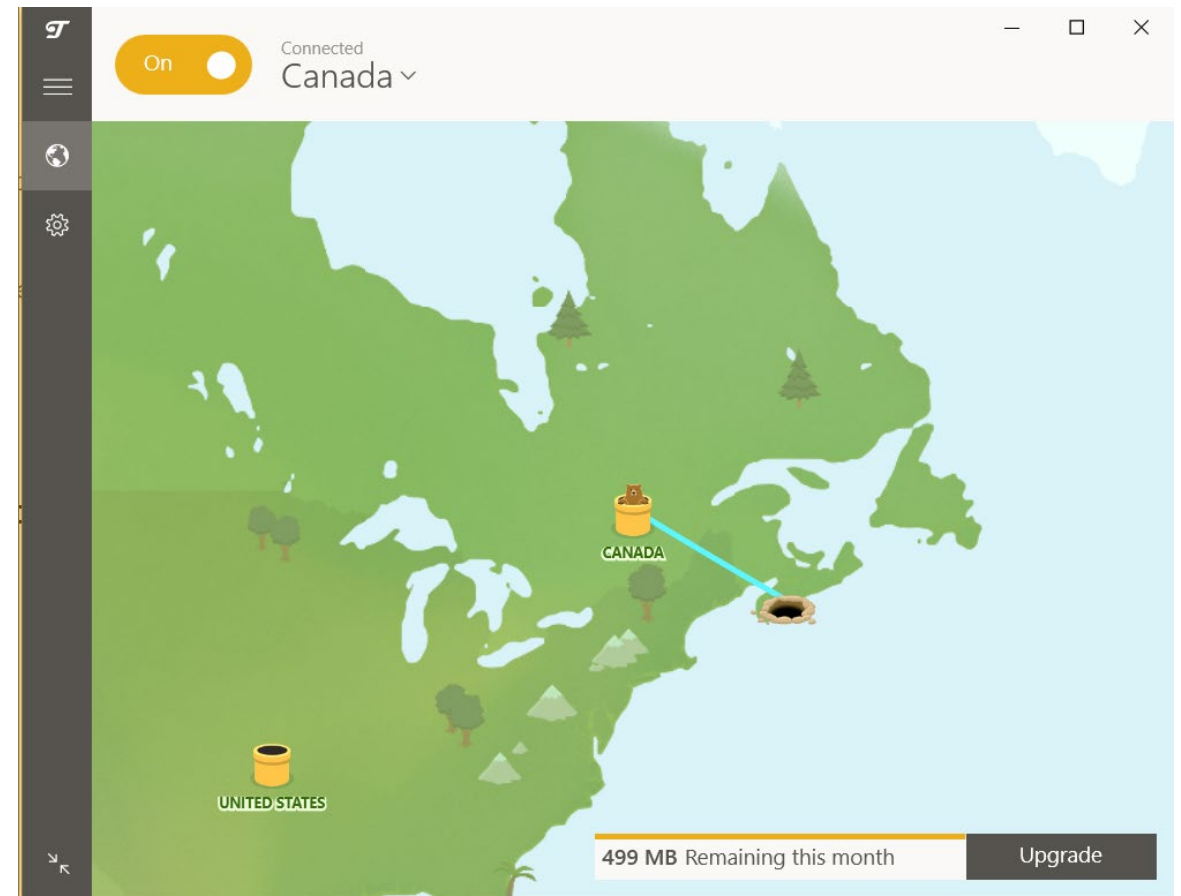 On
Connected
Canada
CANADA
UNITED STATES
499 MB Remaining this month
Upgrade